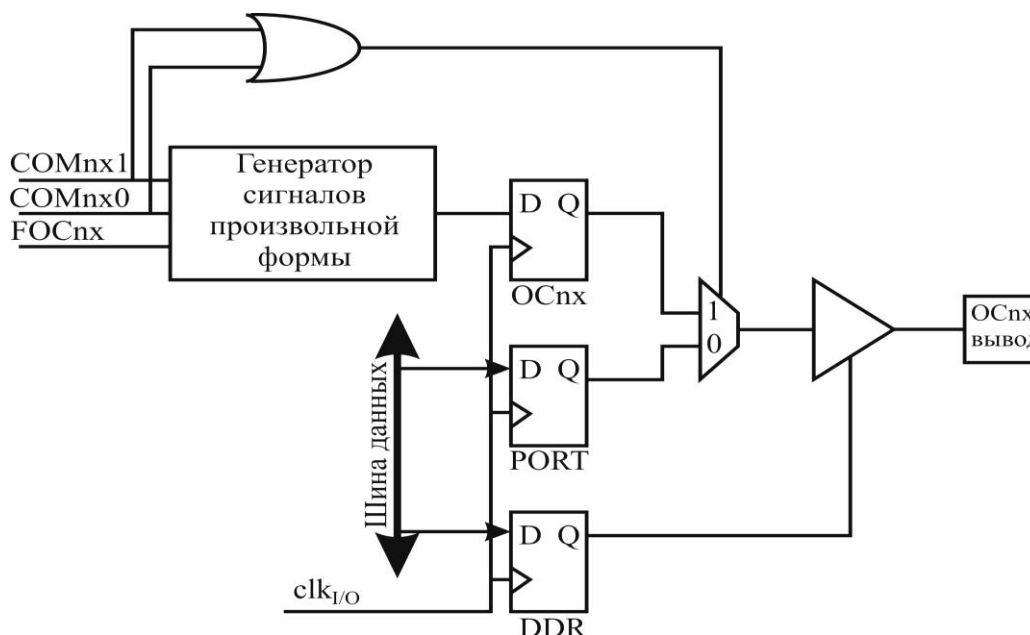 COMnx1
COMnx0
FOCnx
Генератор
сигналов
произвольной
формы
D Q
OCnx
1
0
OCnx
вывод
Шина данных
D Q
PORT
D Q
DDR
clkI/O